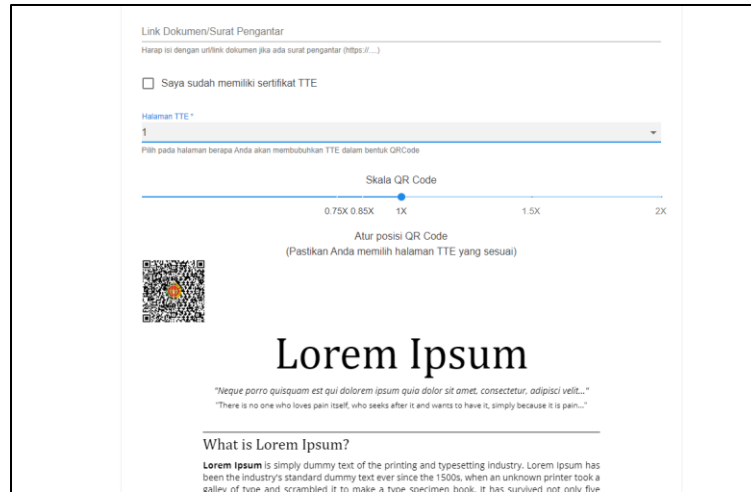 Link Dokumen/Surat Pengantar
Harap isi dengan url/link dokumen jika ada surat pengantar (https://....)
Saya sudah memiliki sertifikat TTE
Halaman TTE *
1
Pilih pada halaman berapa Anda akan membubuhkan TTE dalam bentuk QRCode
Skala QR Code
0.75X 0.85X 1X 1.5X 2X
Atur posisi QR Code
(Pastikan Anda memilih halaman TTE yang sesuai)
Lorem Ipsum
"Neque porro quisquam est qui dolorem ipsum quia dolor sit amet, consectetur, adipisci velit..."
"There is no one who loves pain itself, who seeks after it and wants to have it, simply because it is pain..."
What is Lorem Ipsum?
Lorem Ipsum is simply dummy text of the printing and typesetting industry. Lorem Ipsum has
been the industry's standard dummy text ever since the 1500s, when an unknown printer took a
galley of type and scrambled it to make a type specimen book. It has survived not only five